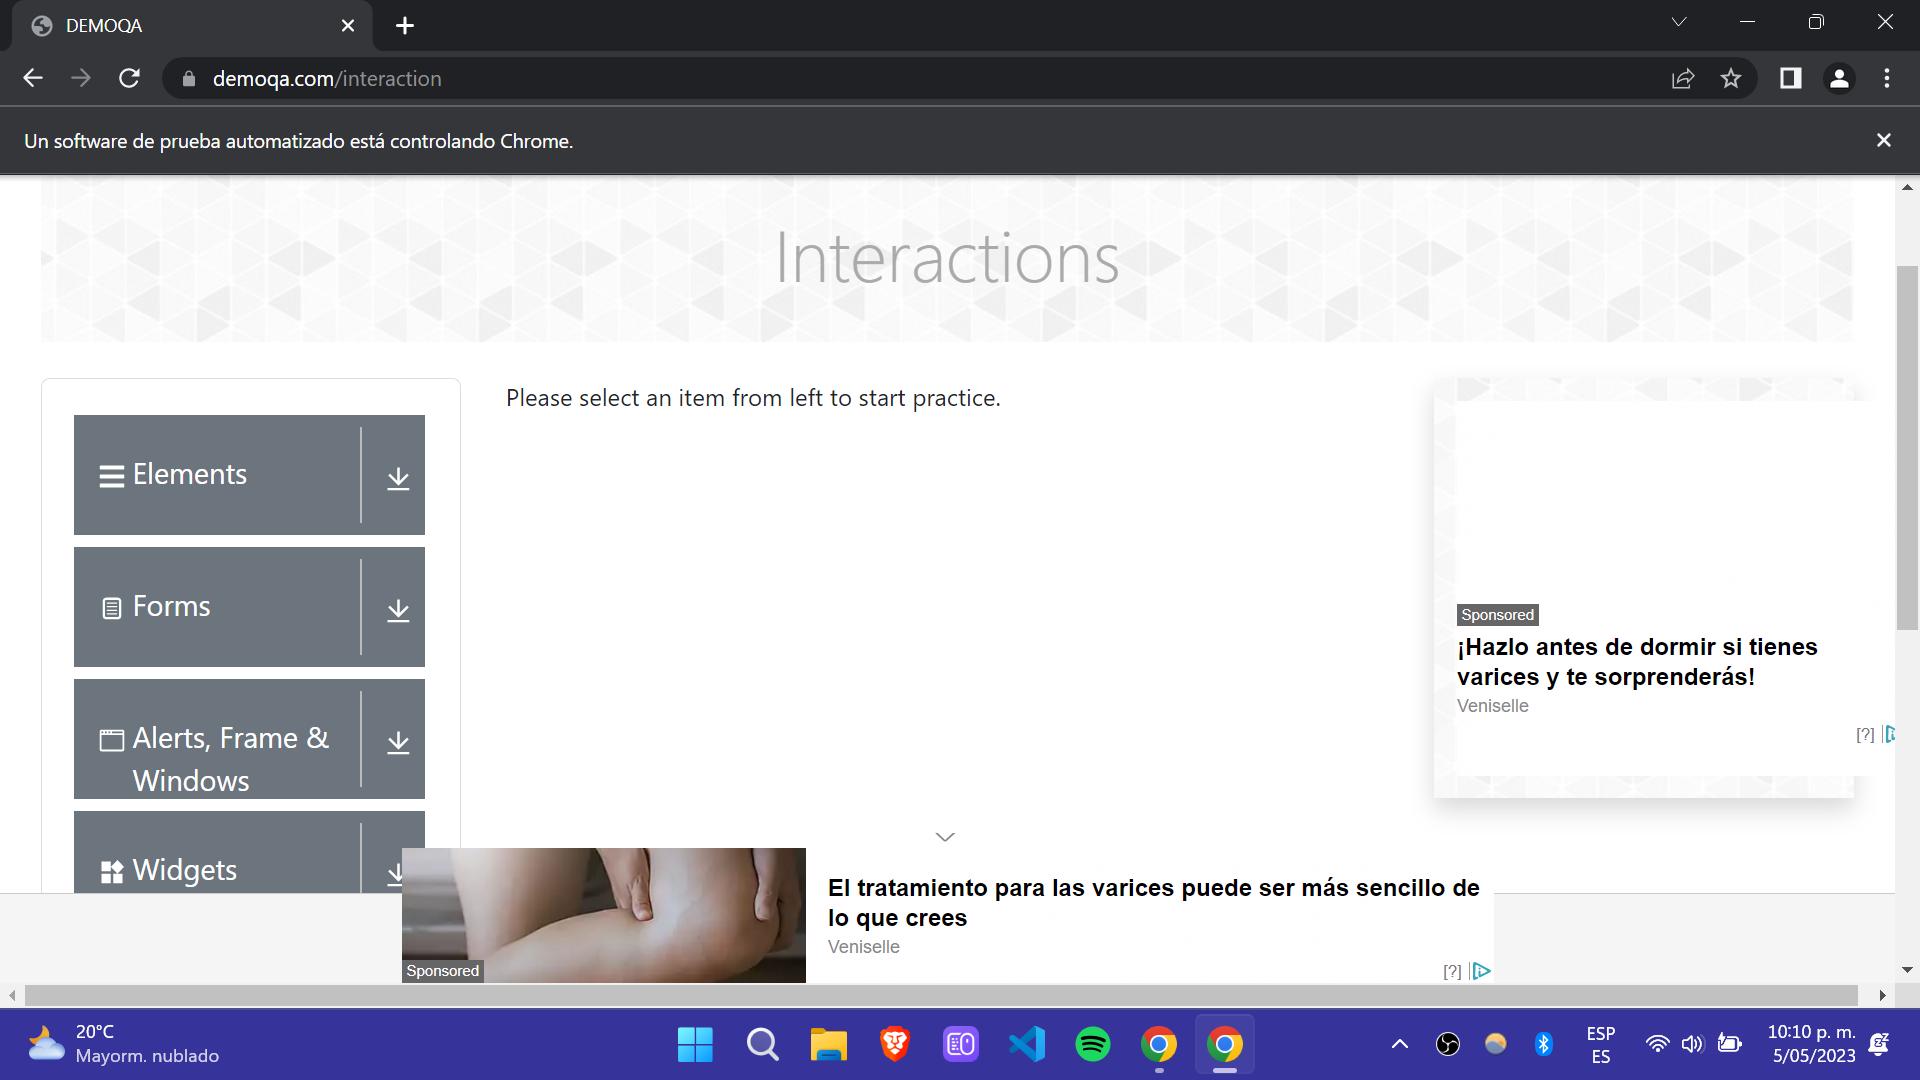 DEMOQA
demoqa.com/interaction
Un software de prueba automatizado está controlando Chrome.
Interactions
Please select an item from left to start practice.
Elements
Forms
Alerts, Frame &
Windows
Widgets
Sponsored
¡Hazlo antes de dormir si tienes
varices y te sorprenderás!
Veniselle
[?]
El tratamiento para las varices puede ser más sencillo de
lo que crees
Veniselle
Sponsored
[?]
20°C
Mayorm. nublado
ESP
ES
10:10 p. m.
5/05/2023